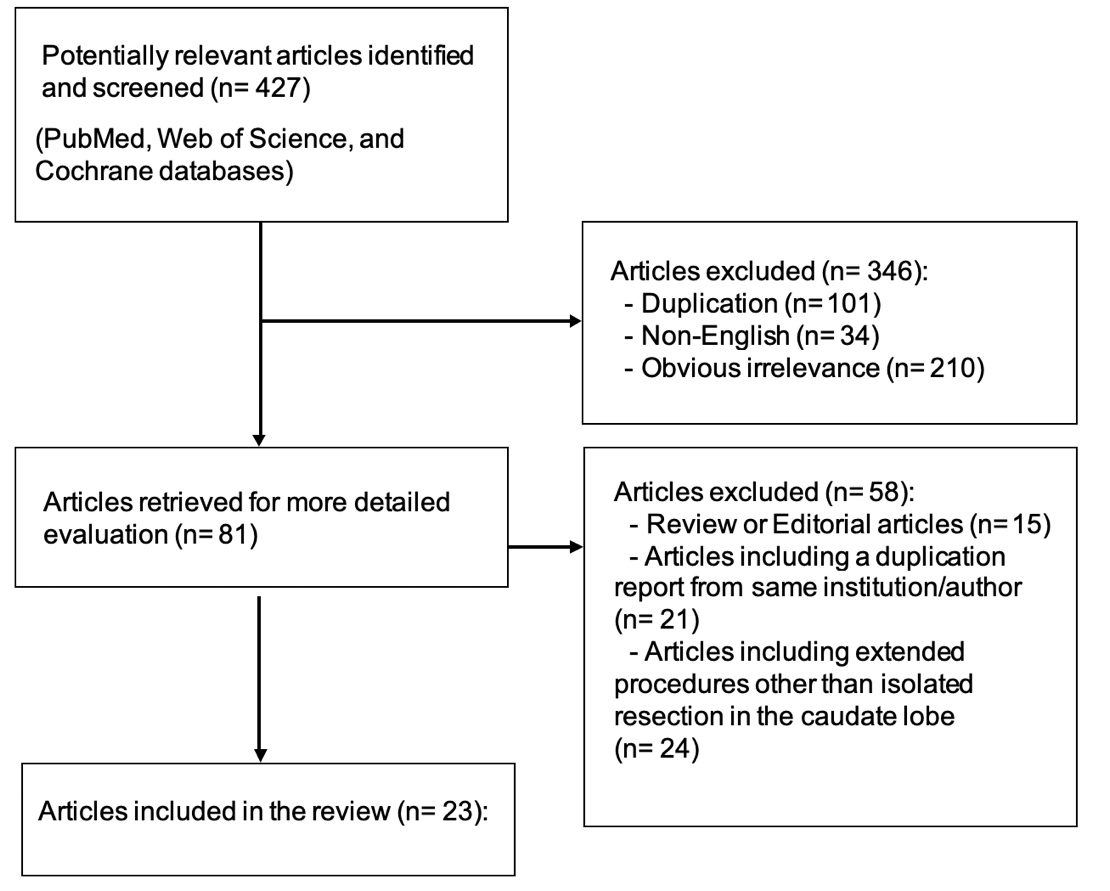 Potentially relevant articles identified
and screened (n= 427)
(PubMed, Web of Science, and
Cochrane databases)
Articles excluded (n= 346):
- Duplication (n= 101)
- Non-English (n= 34)
- Obvious irrelevance (n= 210)
Articles retrieved for more detailed
evaluation (n= 81)
Articles excluded (n= 58):
- Review or Editorial articles (n= 15)
- Articles including a duplication
report from same institution/author
(n= 21)
- Articles including extended
procedures other than isolated
resection in the caudate lobe
(n= 24)
Articles included in the review (n= 23):